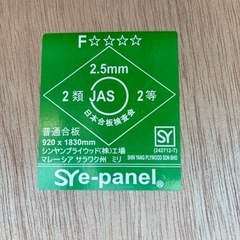 F☆☆☆☆
2.5mm
2類 JAS 2等
日本合板検査会
普通合板
920 x 1830mm
シンヤンプライウッド(株)工場
マレーシア サラワク州 ミリ
SY
(242712-T)
SHIN YANG PLYWOOD SDN BHD
SYe-panel®